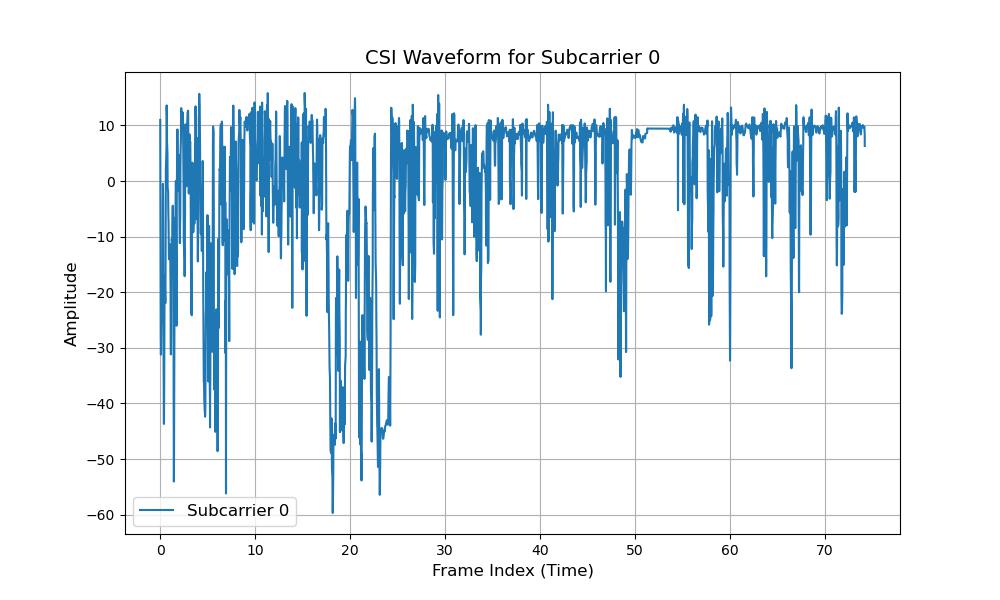 CSI Waveform for Subcarrier 0
Amplitude
10
0
−10
−20
−30
−40
−50
−60
Subcarrier 0
0 10 20 30 40 50 60 70
Frame Index (Time)